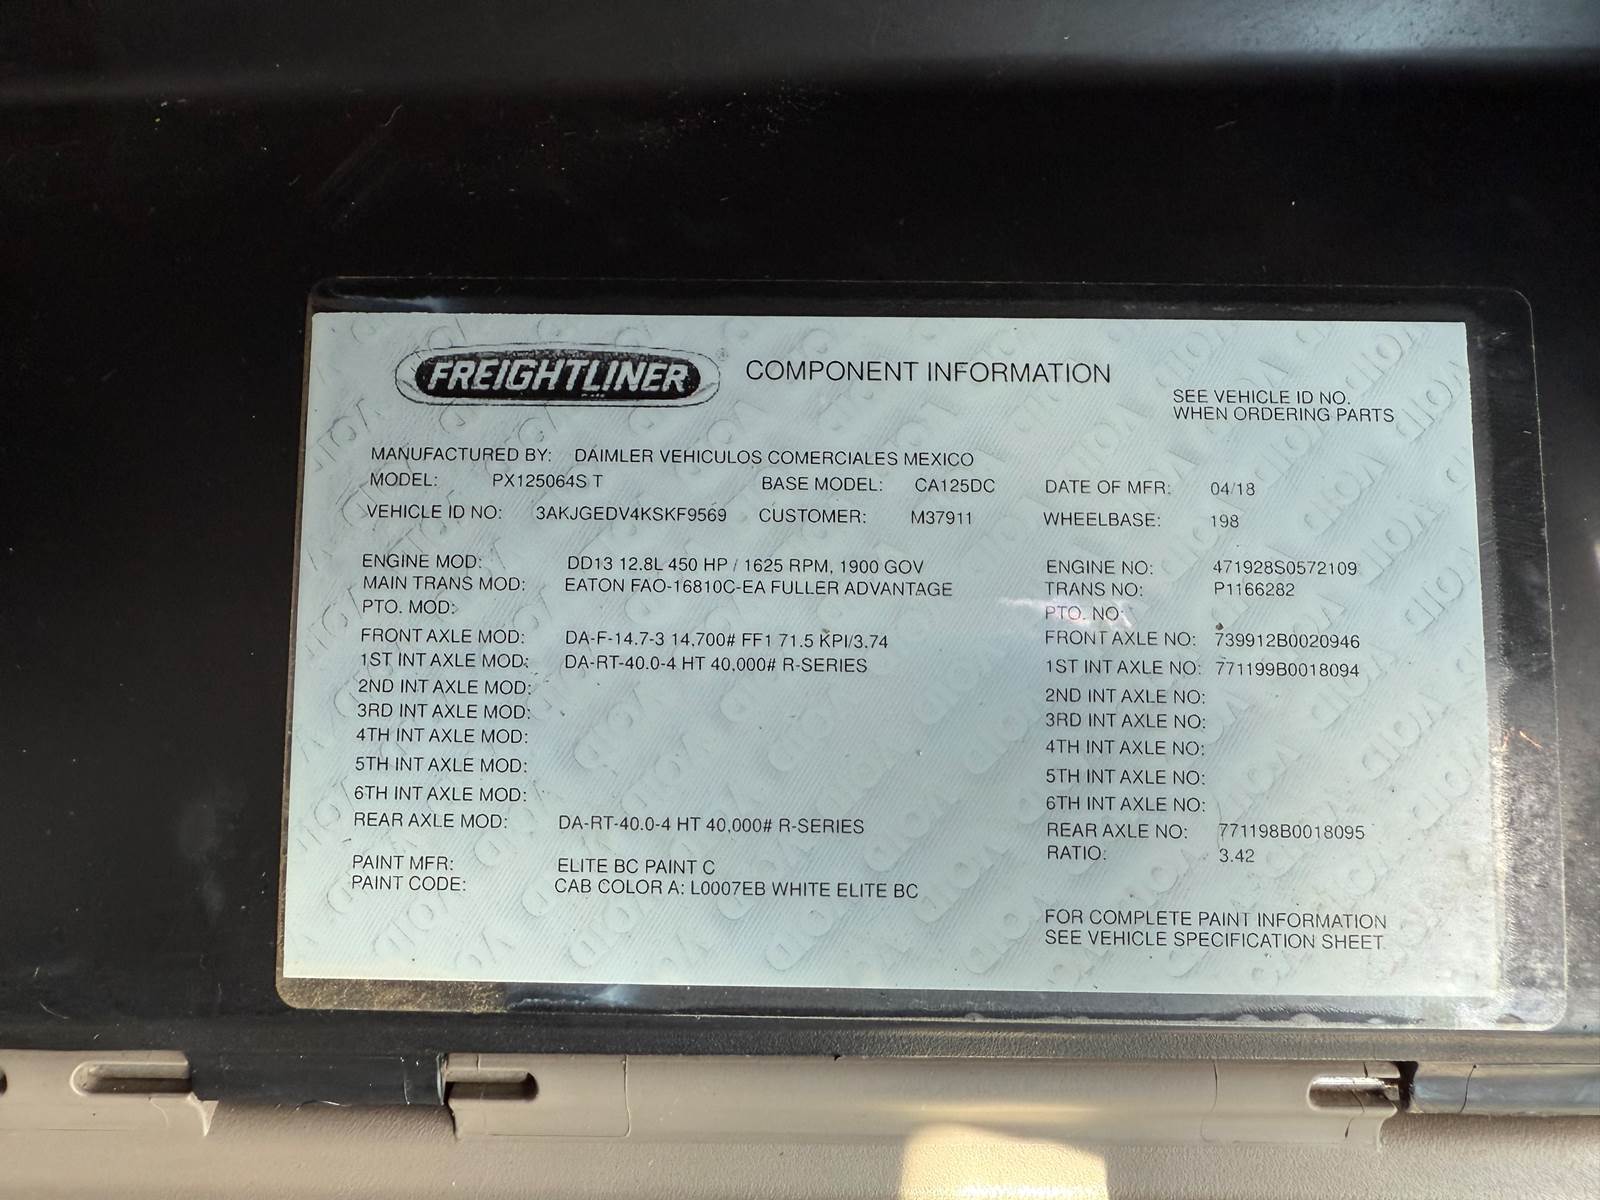 FREIGHTLINER COMPONENT INFORMATION
SEE VEHICLE ID NO.
WHEN ORDERING PARTS
MANUFACTURED BY: DAIMLER VEHICULOS COMERCIALES MEXICO
MODEL: PX125064S T BASE MODEL: CA125DC DATE OF MFR: 04/18
VEHICLE ID NO: 3AKJGEDV4KSKF9569 CUSTOMER: M37911 WHEELBASE: 198
ENGINE MOD: DD13 12.8L 450 HP / 1625 RPM, 1900 GOV ENGINE NO: 471928S0572109
MAIN TRANS MOD: EATON FAO-16810C-EA FULLER ADVANTAGE TRANS NO: P1166282
PTO. MOD: PTO. NO:
FRONT AXLE MOD: DA-F-14.7-3 14,700# FF1 71.5 KPI/3.74 FRONT AXLE NO: 739912B0020946
1ST INT AXLE MOD: DA-RT-40.0-4 HT 40,000# R-SERIES 1ST INT AXLE NO: 771199B0018094
2ND INT AXLE MOD: 2ND INT AXLE NO:
3RD INT AXLE MOD: 3RD INT AXLE NO:
4TH INT AXLE MOD: 4TH INT AXLE NO:
5TH INT AXLE MOD: 5TH INT AXLE NO:
6TH INT AXLE MOD: 6TH INT AXLE NO:
REAR AXLE MOD: DA-RT-40.0-4 HT 40,000# R-SERIES REAR AXLE NO: 771198B0018095
RATIO: 3.42
PAINT MFR: ELITE BC PAINT C
PAINT CODE: CAB COLOR A: L0007EB WHITE ELITE BC
FOR COMPLETE PAINT INFORMATION
SEE VEHICLE SPECIFICATION SHEET